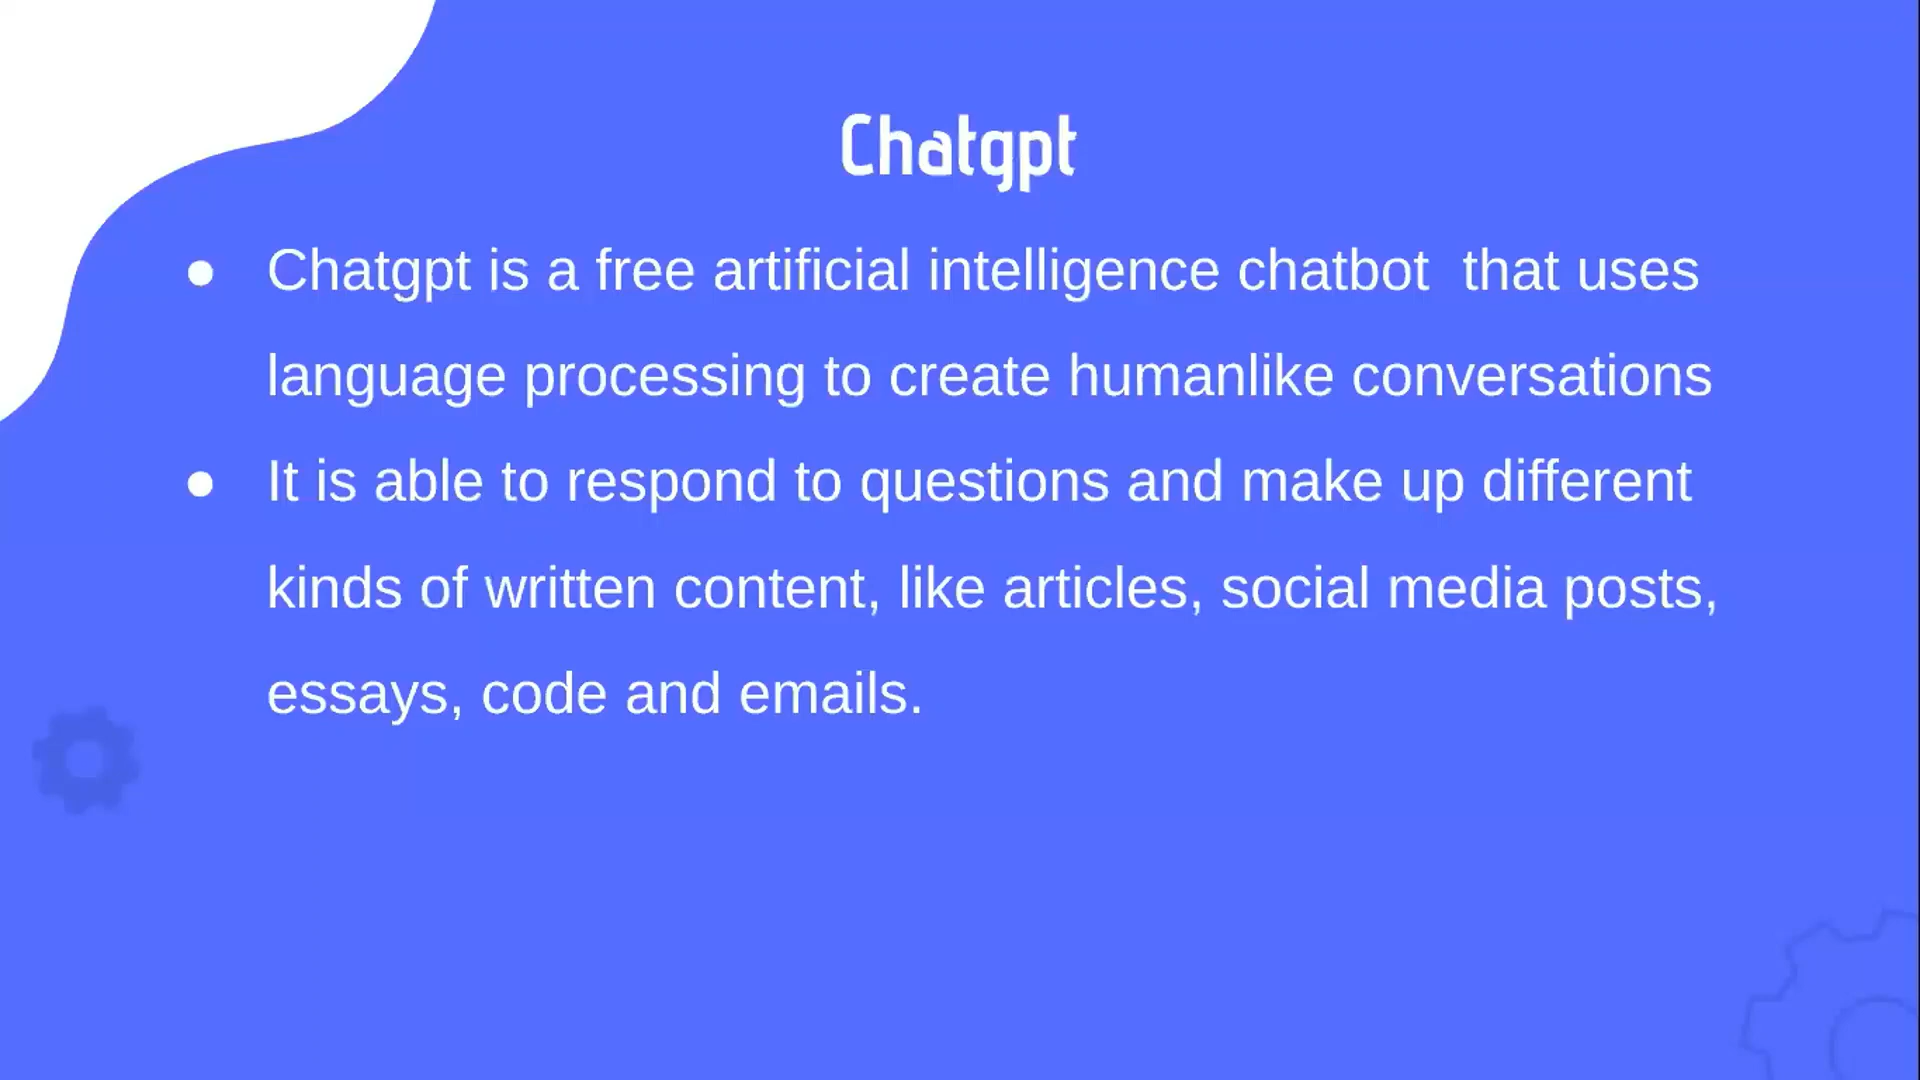 Chatgpt
● Chatgpt is a free artificial intelligence chatbot  that uses
language processing to create humanlike conversations
● It is able to respond to questions and make up different
kinds of written content, like articles, social media posts,
essays, code and emails.